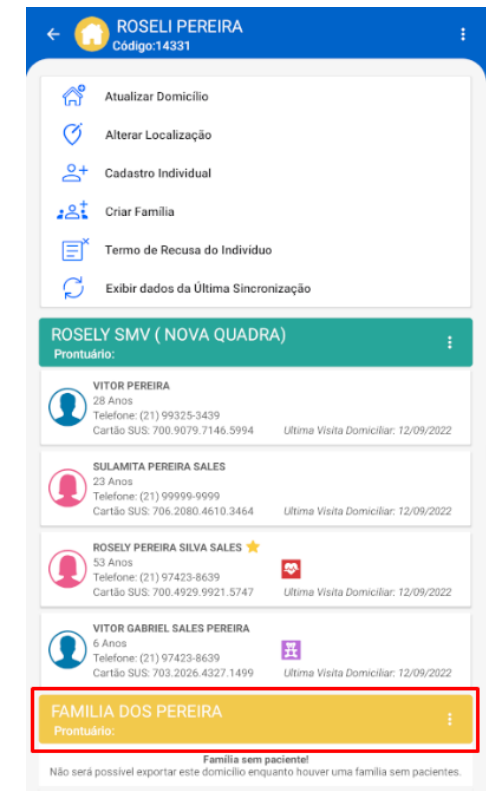 ROSELI PEREIRA
Código:14331
Atualizar Domicílio
Alterar Localização
Cadastro Individual
Criar Família
Termo de Recusa do Indivíduo
Exibir dados da Última Sincronização
ROSELY SMV ( NOVA QUADRA)
Prontuário:
VITOR PEREIRA
28 Anos
Telefone: (21) 99325-3439
Cartão SUS: 700.9079.7146.5994 Ultima Visita Domiciliar: 12/09/2022
SULAMITA PEREIRA SALES
23 Anos
Telefone: (21) 99999-9999
Cartão SUS: 706.2080.4610.3464 Ultima Visita Domiciliar: 12/09/2022
ROSELY PEREIRA SILVA SALES
53 Anos
Telefone: (21) 97423-8639
Cartão SUS: 700.4929.9921.5747 Ultima Visita Domiciliar: 12/09/2022
VITOR GABRIEL SALES PEREIRA
6 Anos
Telefone: (21) 97423-8639
Cartão SUS: 703.2026.4327.1499 Ultima Visita Domiciliar: 12/09/2022
FAMILIA DOS PEREIRA
Prontuário:
Família sem paciente!
Não será possível exportar este domicílio enquanto houver uma família sem pacientes.